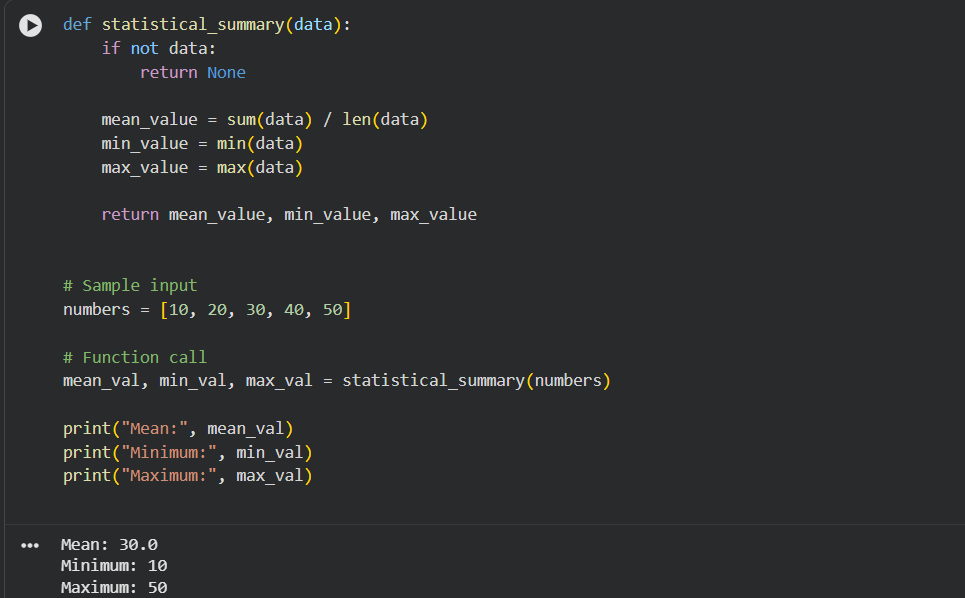 def statistical_summary(data):
    if not data:
        return None

    mean_value = sum(data) / len(data)
    min_value = min(data)
    max_value = max(data)

    return mean_value, min_value, max_value


# Sample input
numbers = [10, 20, 30, 40, 50]

# Function call
mean_val, min_val, max_val = statistical_summary(numbers)

print("Mean:", mean_val)
print("Minimum:", min_val)
print("Maximum:", max_val)

Mean: 30.0
Minimum: 10
Maximum: 50